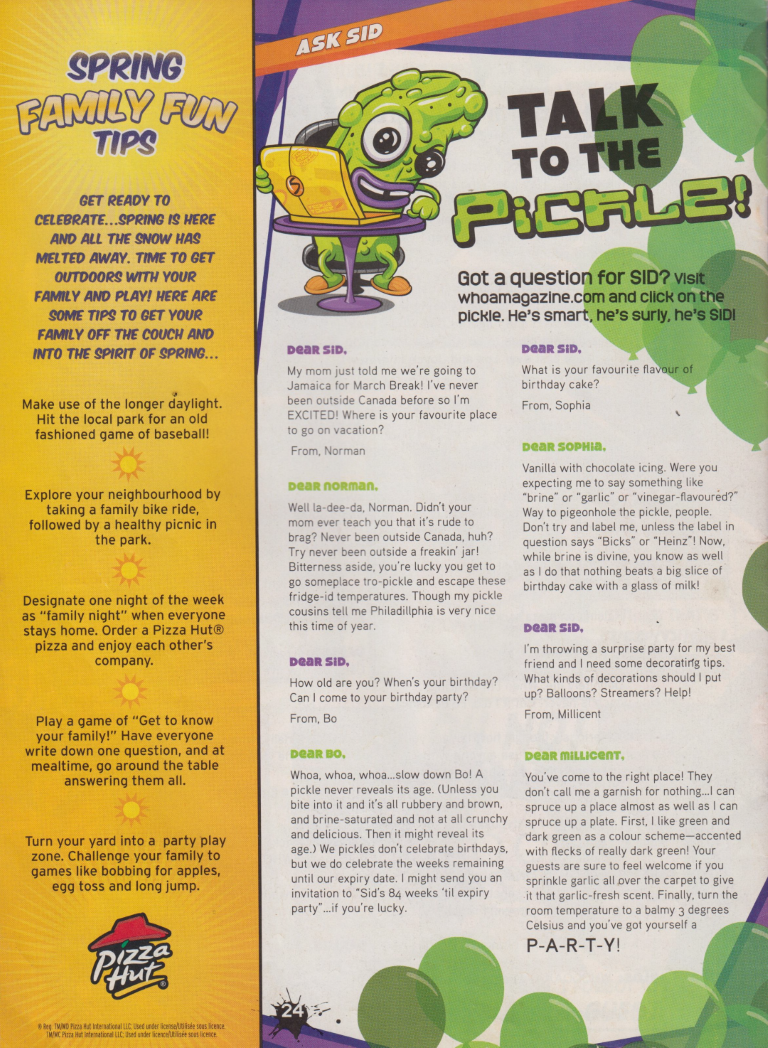 SPRING
FAMILY FUN
TIPS
GET READY TO
CELEBRATE...SPRING IS HERE
AND ALL THE SNOW HAS
MELTED AWAY. TIME TO GET
OUTDOORS WITH YOUR
FAMILY AND PLAY! HERE ARE
SOME TIPS TO GET YOUR
FAMILY OFF THE COUCH AND
INTO THE SPIRIT OF SPRING...
Make use of the longer daylight.
Hit the local park for an old
fashioned game of baseball!
Explore your neighbourhood by
taking a family bike ride,
followed by a healthy picnic in
the park.
Designate one night of the week
as "family night" when everyone
stays home. Order a Pizza Hut®
pizza and enjoy each other's
company.
Play a game of "Get to know
your family!" Have everyone
write down one question, and at
mealtime, go around the table
answering them all.
Turn your yard into a party play
zone. Challenge your family to
games like bobbing for apples,
egg toss and long jump.
Pizza
Hut®
® Reg. TM/MD Pizza Hut International LLC. Used under license/Utilisée sous licence.
TM/MC Pizza Hut International LLC. Used under licence/Utilisée sous licence.
ASK SID
TALK
TO THE
PiCKLE!
Got a question for SID? Visit
whoamagazine.com and click on the
pickle. He's smart, he's surly, he's SID!
Dear SID,
My mom just told me we're going to
Jamaica for March Break! I've never
been outside Canada before so I'm
EXCITED! Where is your favourite place
to go on vacation?
From, Norman
Dear Norman,
Well la-dee-da, Norman. Didn't your
mom ever teach you that it's rude to
brag? Never been outside Canada, huh?
Try never been outside a freakin' jar!
Bitterness aside, you're lucky you get to
go someplace tro-pickle and escape these
fridge-id temperatures. Though my pickle
cousins tell me Philadillphia is very nice
this time of year.
Dear SID,
How old are you? When's your birthday?
Can I come to your birthday party?
From, Bo
Dear Bo,
Whoa, whoa, whoa...slow down Bo! A
pickle never reveals its age. (Unless you
bite into it and it's all rubbery and brown,
and brine-saturated and not at all crunchy
and delicious. Then it might reveal its
age.) We pickles don't celebrate birthdays,
but we do celebrate the weeks remaining
until our expiry date. I might send you an
invitation to "Sid's 84 weeks 'til expiry
party"...if you're lucky.
Dear SID,
What is your favourite flavour of
birthday cake?
From, Sophia
Dear Sophia,
Vanilla with chocolate icing. Were you
expecting me to say something like
"brine" or "garlic" or "vinegar-flavoured?"
Way to pigeonhole the pickle, people.
Don't try and label me, unless the label in
question says "Bicks" or "Heinz"! Now,
while brine is divine, you know as well
as I do that nothing beats a big slice of
birthday cake with a glass of milk!
Dear SID,
I'm throwing a surprise party for my best
friend and I need some decorating tips.
What kinds of decorations should I put
up? Balloons? Streamers? Help!
From, Millicent
Dear Millicent,
You've come to the right place! They
don't call me a garnish for nothing...I can
spruce up a place almost as well as I can
spruce up a plate. First, I like green and
dark green as a colour scheme—accented
with flecks of really dark green! Your
guests are sure to feel welcome if you
sprinkle garlic all over the carpet to give
it that garlic-fresh scent. Finally, turn the
room temperature to a balmy 3 degrees
Celsius and you've got yourself a
P-A-R-T-Y!
24